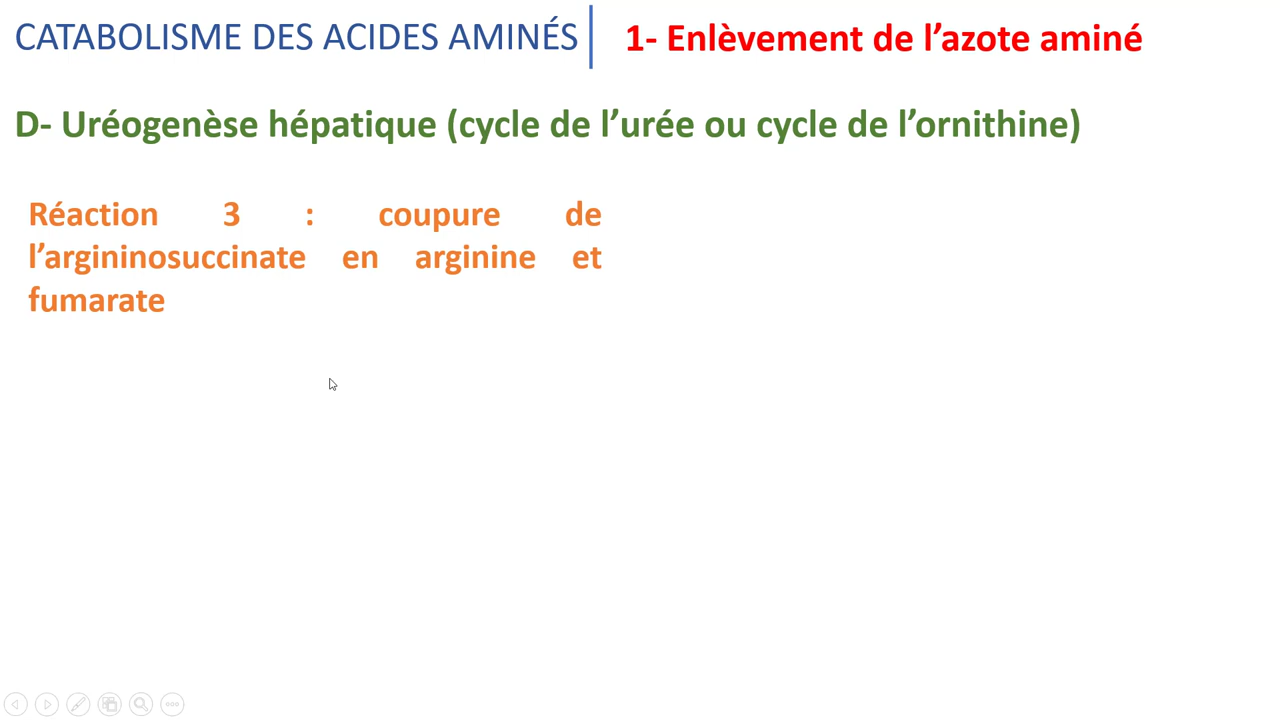 CATABOLISME DES ACIDES AMINÉS
1- Enlèvement de l’azote aminé
D- Uréogenèse hépatique (cycle de l’urée ou cycle de l’ornithine)
Réaction 3 : coupure de
l’argininosuccinate en arginine et
fumarate